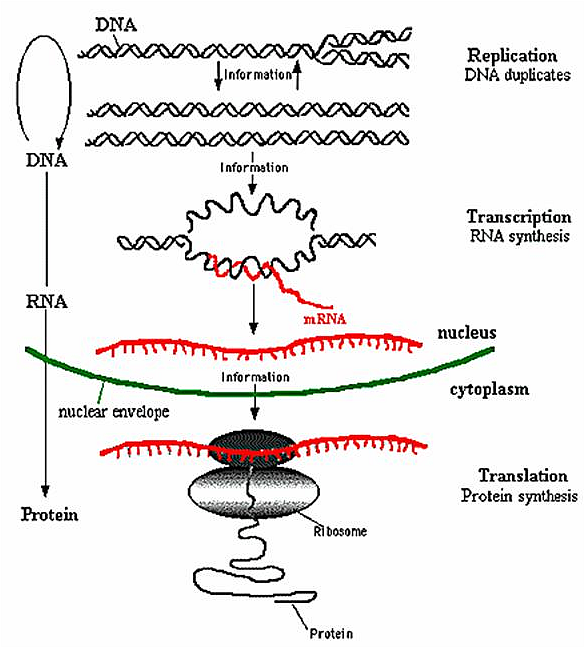 DNA
Replication
DNA duplicates
Information
DNA
Information
Transcription
RNA synthesis
RNA
mRNA
nucleus
Information
cytoplasm
nuclear envelope
Translation
Protein synthesis
Protein
Ribosome
Protein